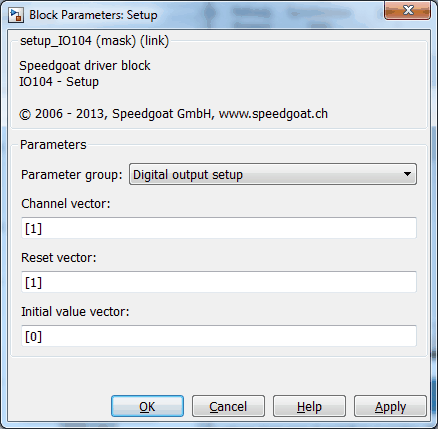 Block Parameters: Setup
setup_IO104 (mask) (link)
Speedgoat driver block
IO104 - Setup
© 2006 - 2013, Speedgoat GmbH, www.speedgoat.ch
Parameters
Parameter group: Digital output setup
Channel vector:
[1]
Reset vector:
[1]
Initial value vector:
[0]
OK Cancel Help Apply